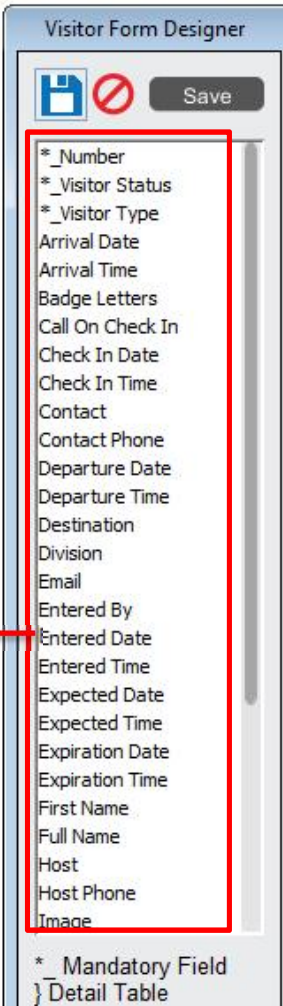 Visitor Form Designer
Save
*_Number
*_Visitor Status
*_Visitor Type
Arrival Date
Arrival Time
Badge Letters
Call On Check In
Check In Date
Check In Time
Contact
Contact Phone
Departure Date
Departure Time
Destination
Division
Email
Entered By
Entered Date
Entered Time
Expected Date
Expected Time
Expiration Date
Expiration Time
First Name
Full Name
Host
Host Phone
Image
*_ Mandatory Field
} Detail Table